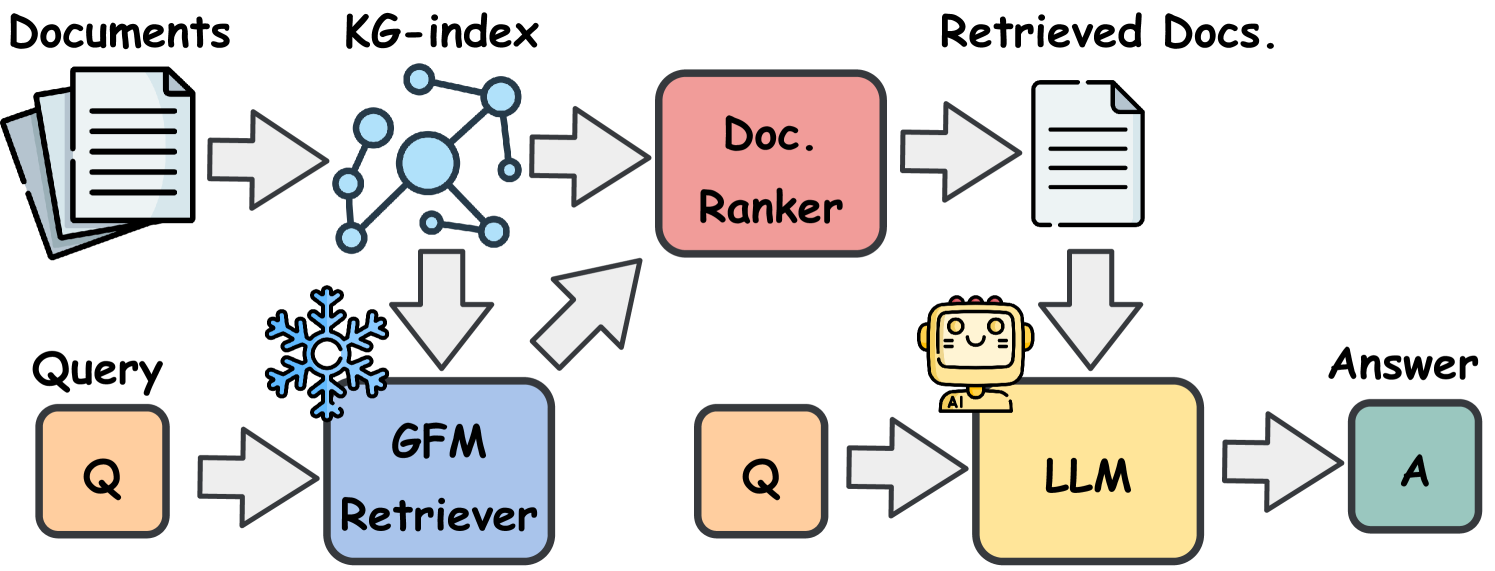 Documents
KG-index
Retrieved Docs.
Doc.
Ranker
Query
Q
GFM
Retriever
Q
AI
LLM
Answer
A